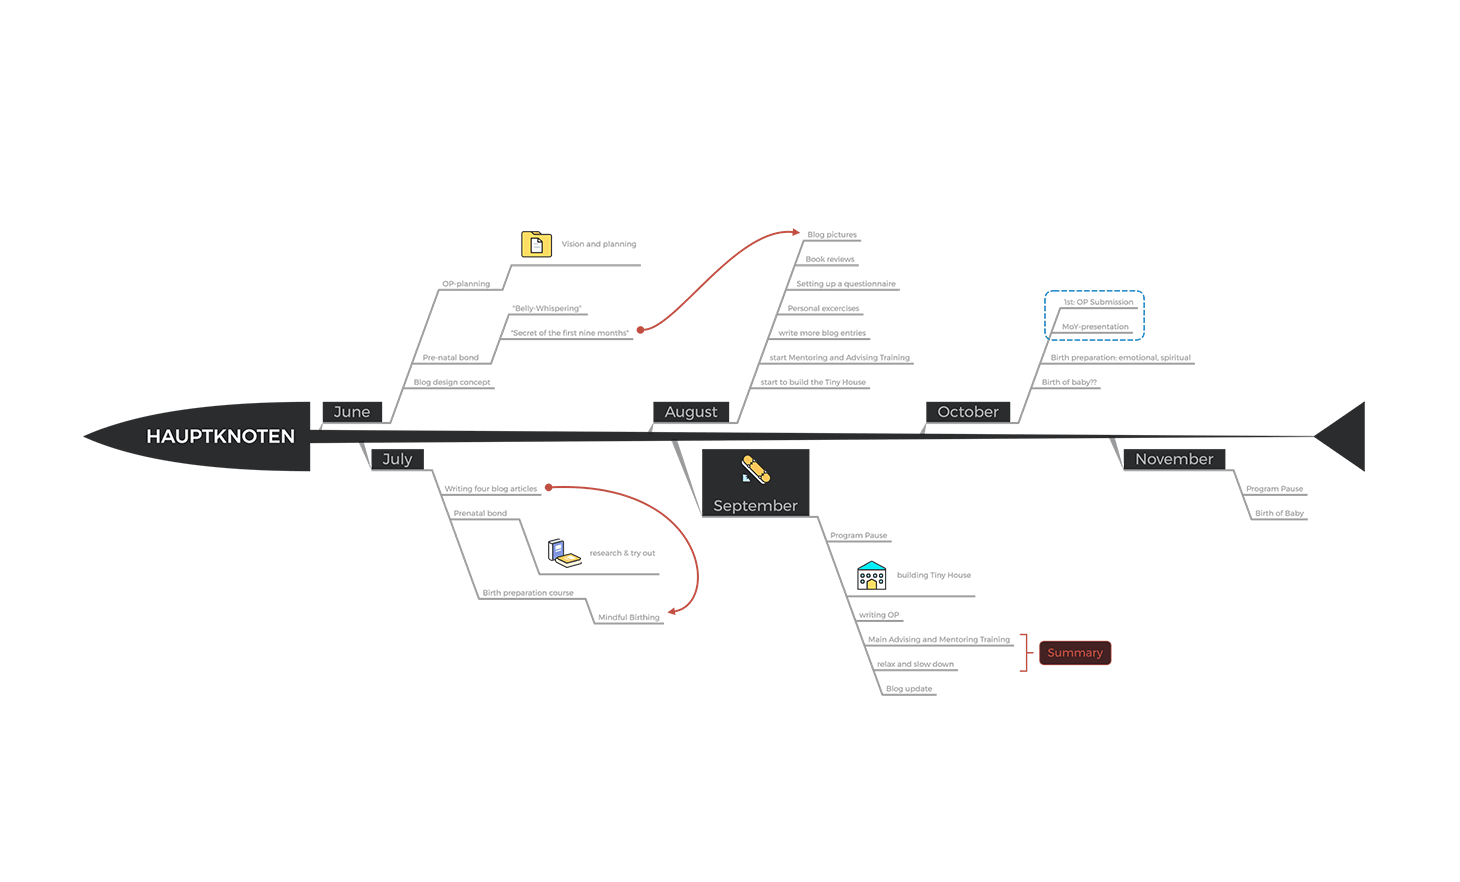 HAUPTKNOTEN
June
OP-planning
Vision and planning
Pre-natal bond
"Belly-Whispering"
"Secret of the first nine months"
Blog design concept
July
Writing four blog articles
Prenatal bond
research & try out
Birth preparation course
Mindful Birthing
August
Blog pictures
Book reviews
Setting up a questionnaire
Personal excercises
write more blog entries
start Mentoring and Advising Training
start to build the Tiny House
September
Program Pause
building Tiny House
writing OP
Main Advising and Mentoring Training
relax and slow down
Summary
Blog update
October
1st: OP Submission
MoY-presentation
Birth preparation: emotional, spiritual
Birth of baby??
November
Program Pause
Birth of Baby